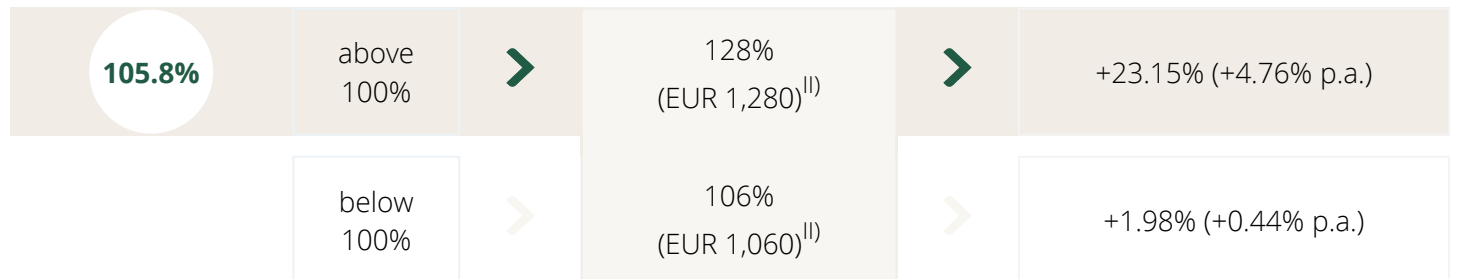 105.8%
above
100%
128%
(EUR 1,280)II)
+23.15% (+4.76% p.a.)
below
100%
106%
(EUR 1,060)II)
+1.98% (+0.44% p.a.)